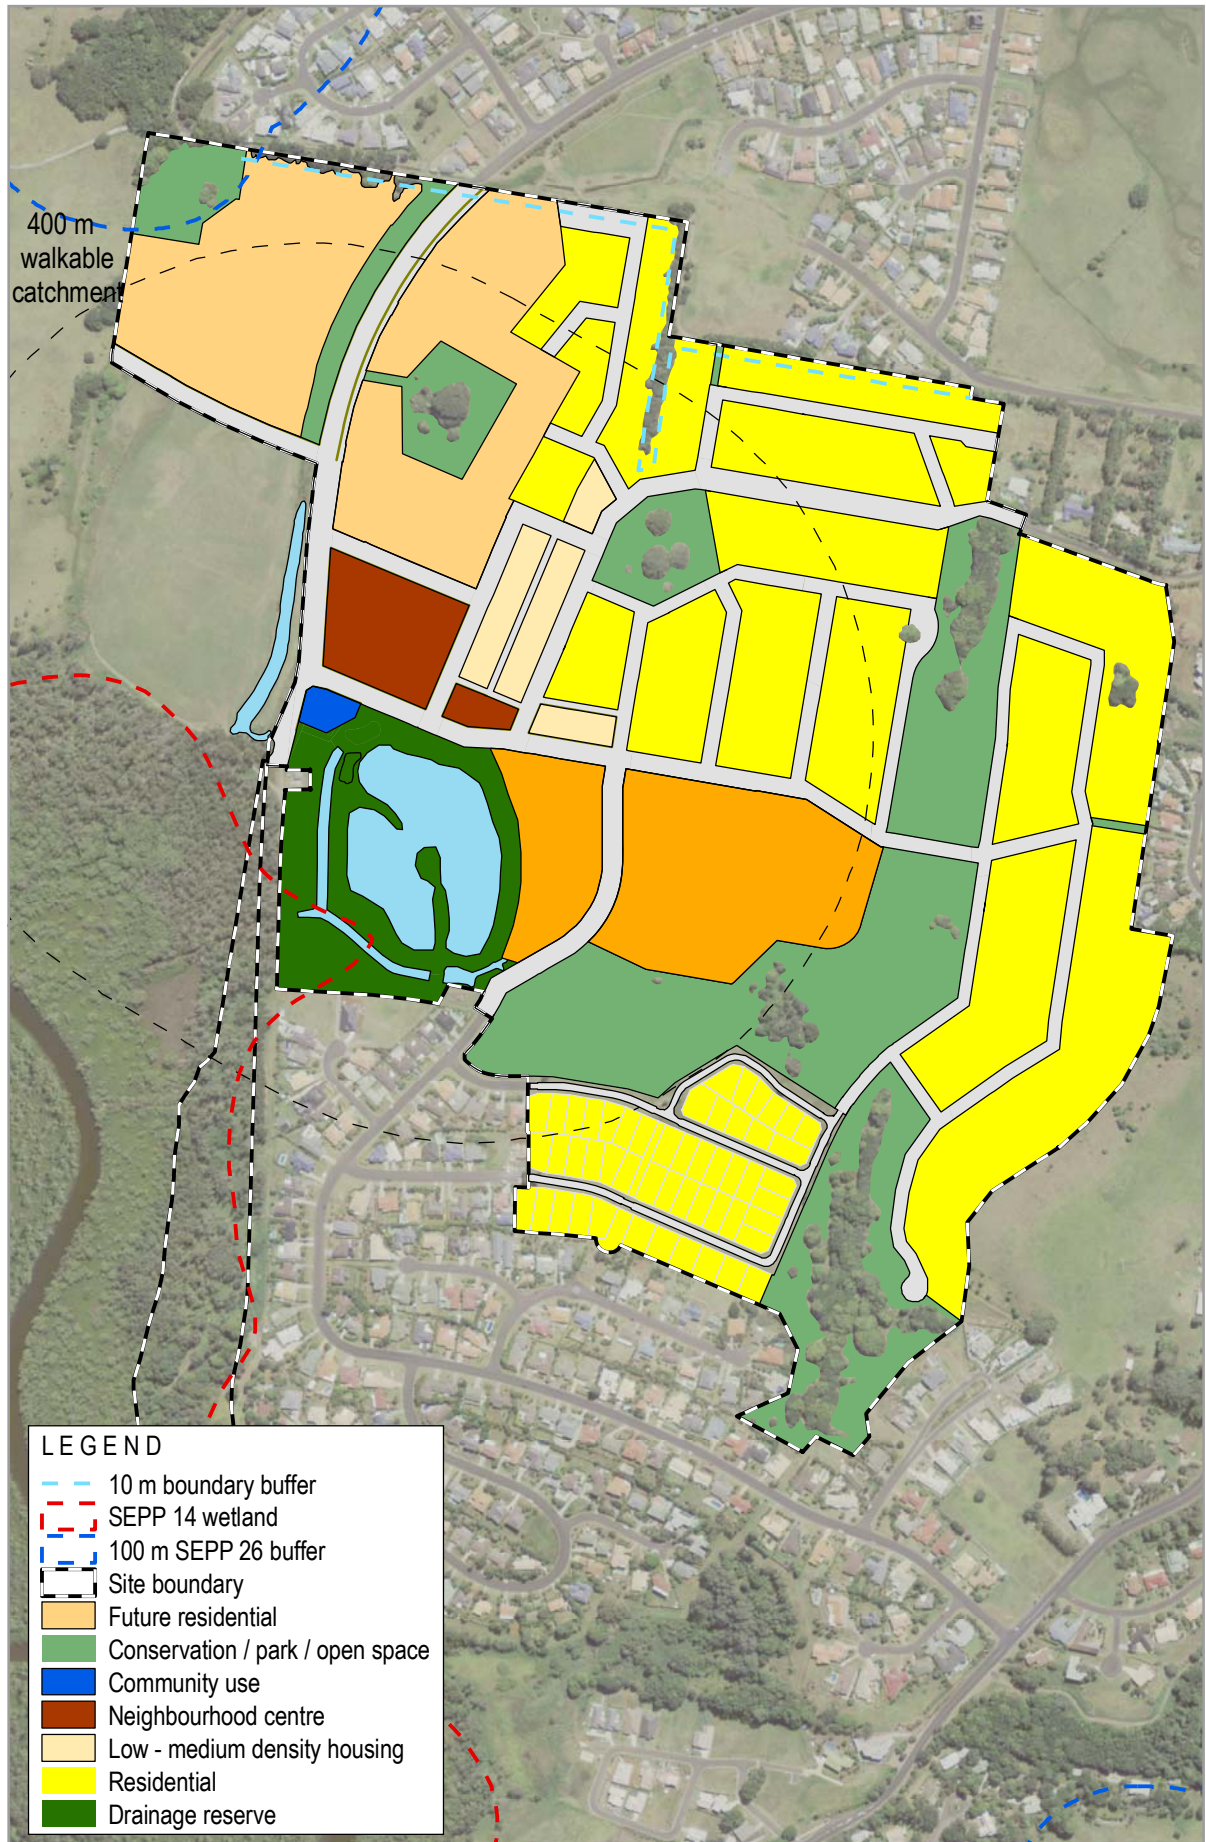 400 m
walkable
catchment
LEGEND
10 m boundary buffer
SEPP 14 wetland
100 m SEPP 26 buffer
Site boundary
Future residential
Conservation / park / open space
Community use
Neighbourhood centre
Low - medium density housing
Residential
Drainage reserve